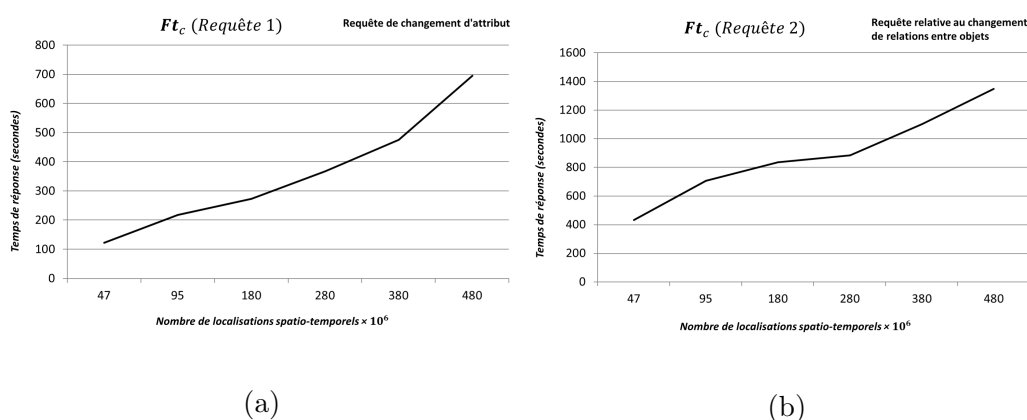 Ft_c (Requête 1)
Requête de changement d'attribut
800
700
600
500
400
300
200
100
0
Temps de réponse (secondes)
47 95 180 280 380 480
Nombre de localisations spatio-temporels × 10⁶
(a)
Ft_c (Requête 2)
Requête relative au changement
de relations entre objets
1600
1400
1200
1000
800
600
400
200
0
Temps de réponse (secondes)
47 95 180 280 380 480
Nombre de localisations spatio-temporels × 10⁶
(b)